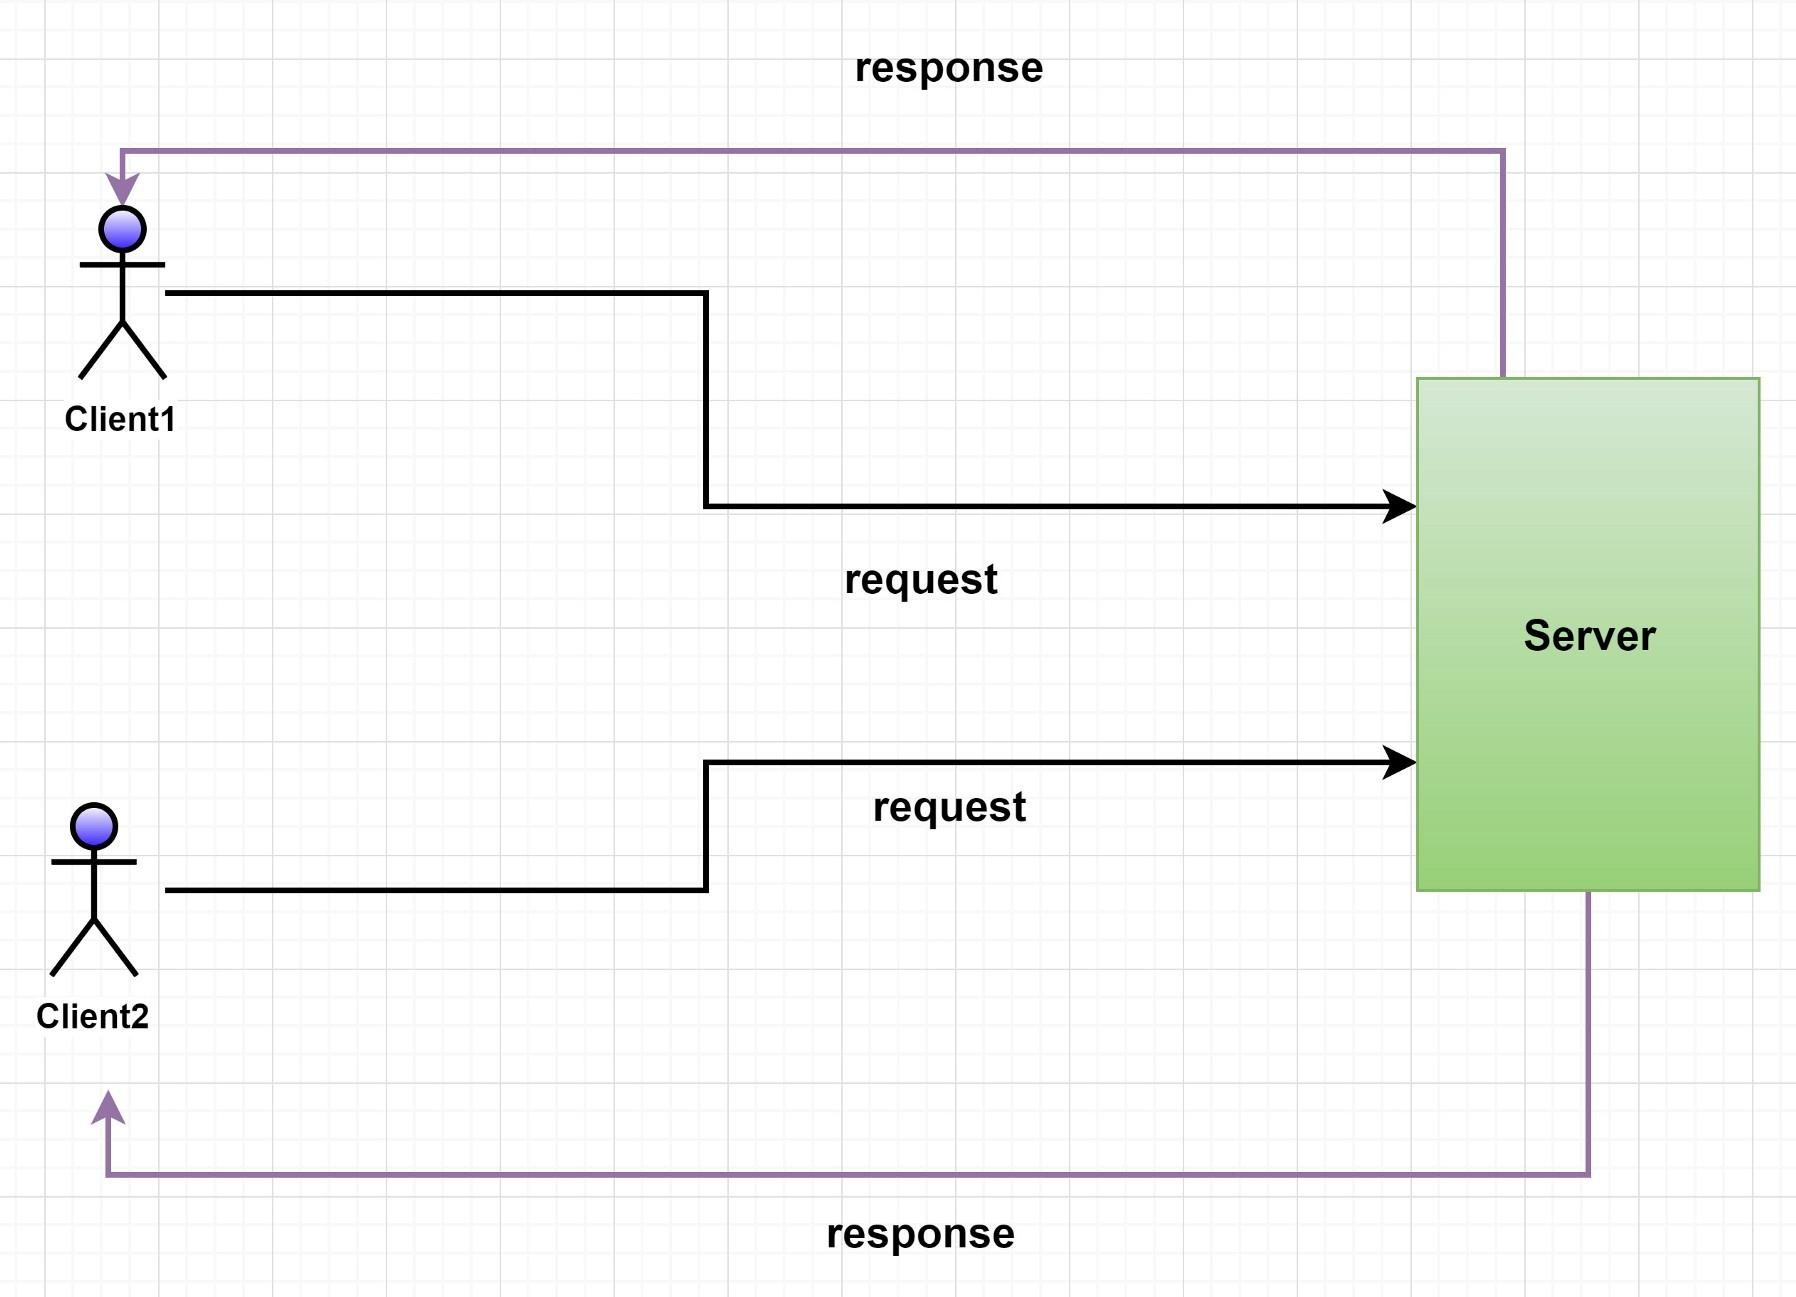 response
Client1
request
Server
request
Client2
response